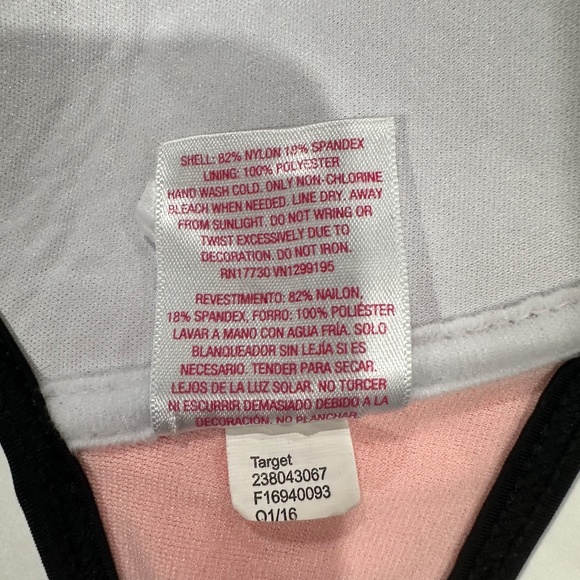 SHELL: 82% NYLON 18% SPANDEX
LINING: 100% POLYESTER
HAND WASH COLD. ONLY NON-CHLORINE
BLEACH WHEN NEEDED. LINE DRY. AWAY
FROM SUNLIGHT. DO NOT WRING OR
TWIST EXCESSIVELY DUE TO
DECORATION. DO NOT IRON.
RN17730 VN1299195
REVESTIMIENTO: 82% NAILON,
18% SPANDEX, FORRO: 100% POLIÉSTER
LAVAR A MANO CON AGUA FRÍA. SOLO
BLANQUEADOR SIN LEJÍA SI ES
NECESARIO. TENDER PARA SECAR.
LEJOS DE LA LUZ SOLAR. NO TORCER
NI ESCURRIR DEMASIADO DEBIDO A LA
DECORACIÓN. NO PLANCHAR.
Target
238043067
F16940093
Q1/16